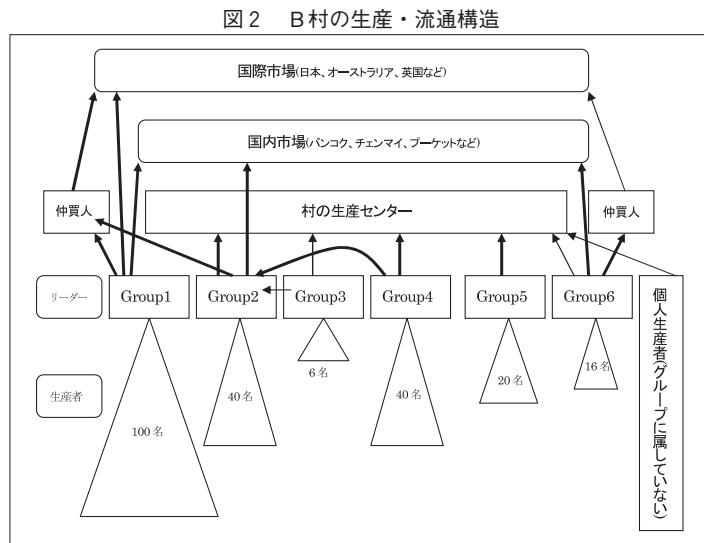 図2 B村の生産・流通構造
国際市場(日本、オーストラリア、英国など)
国内市場(バンコク、チェンマイ、プーケットなど)
仲買人
村の生産センター
仲買人
リーダー
Group1
Group2
Group3
Group4
Group5
Group6
個人生産者(グループに属していない)
生産者
100名
40名
6名
40名
20名
16名